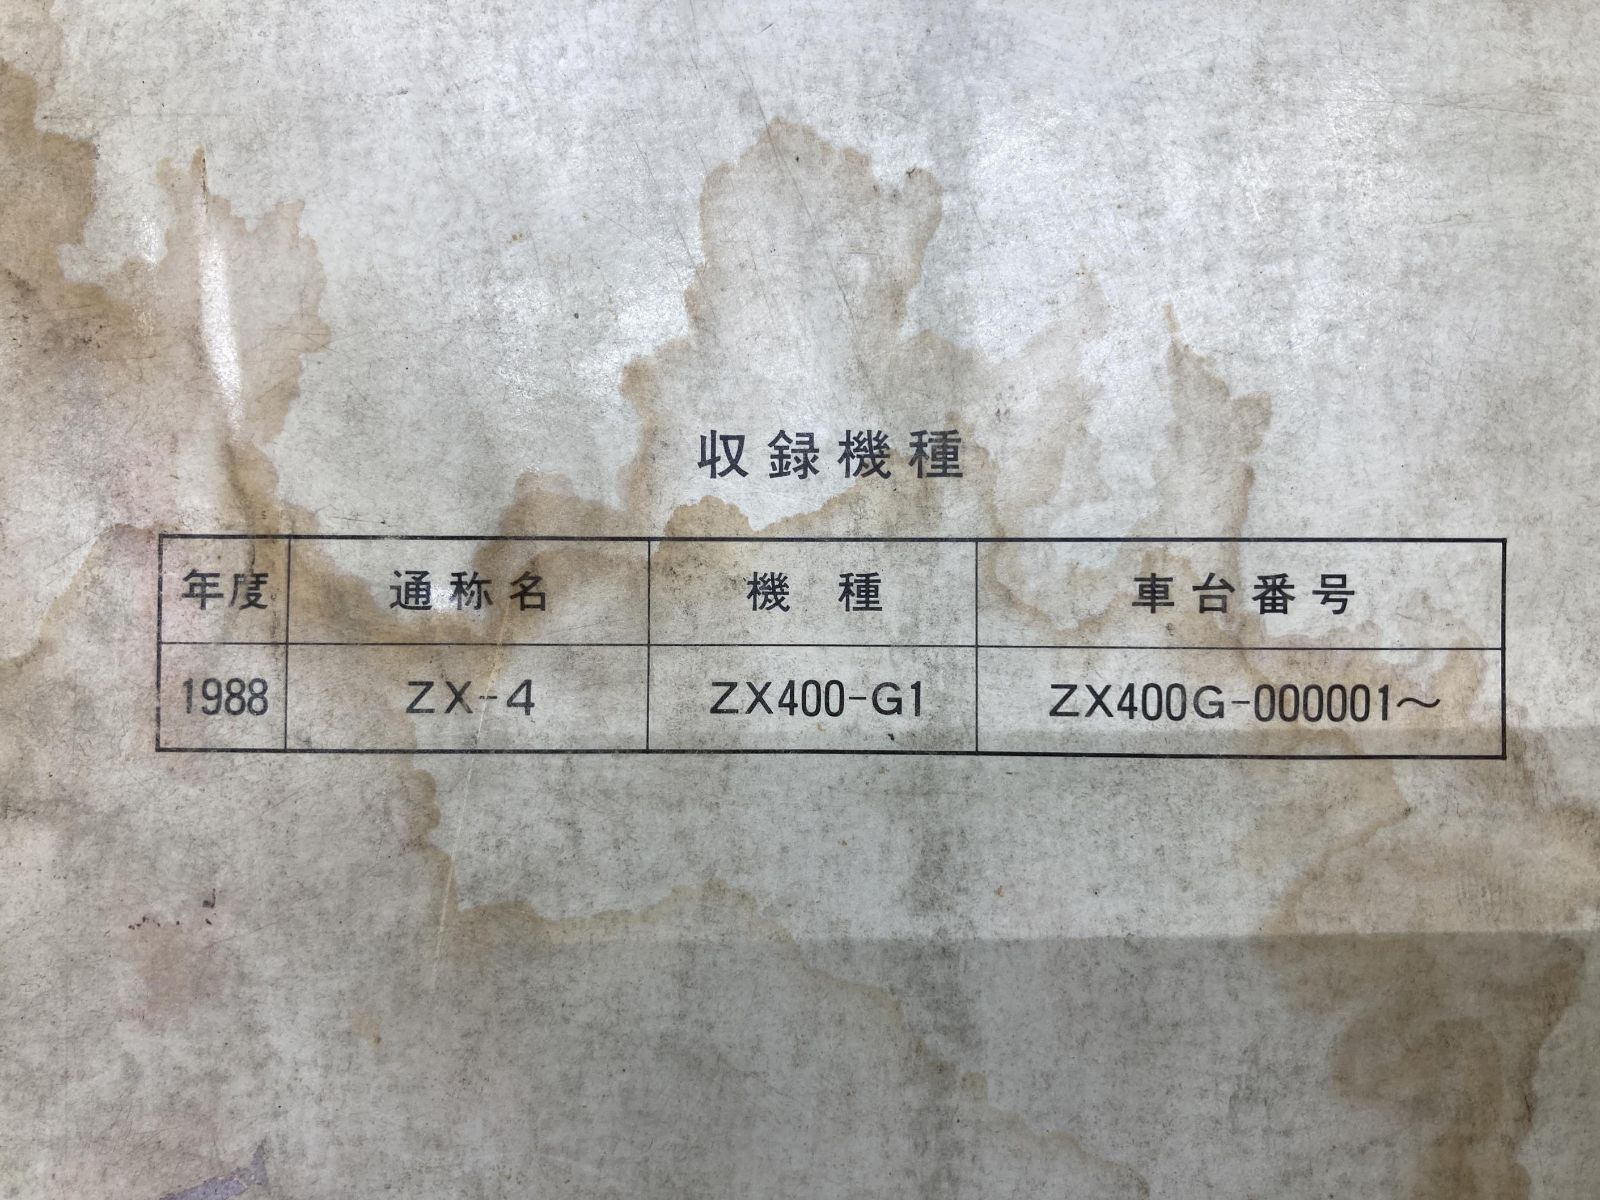 収録機種
年度 通称名 機種 車台番号
1988 ZX-4 ZX400-G1 ZX400G-000001～